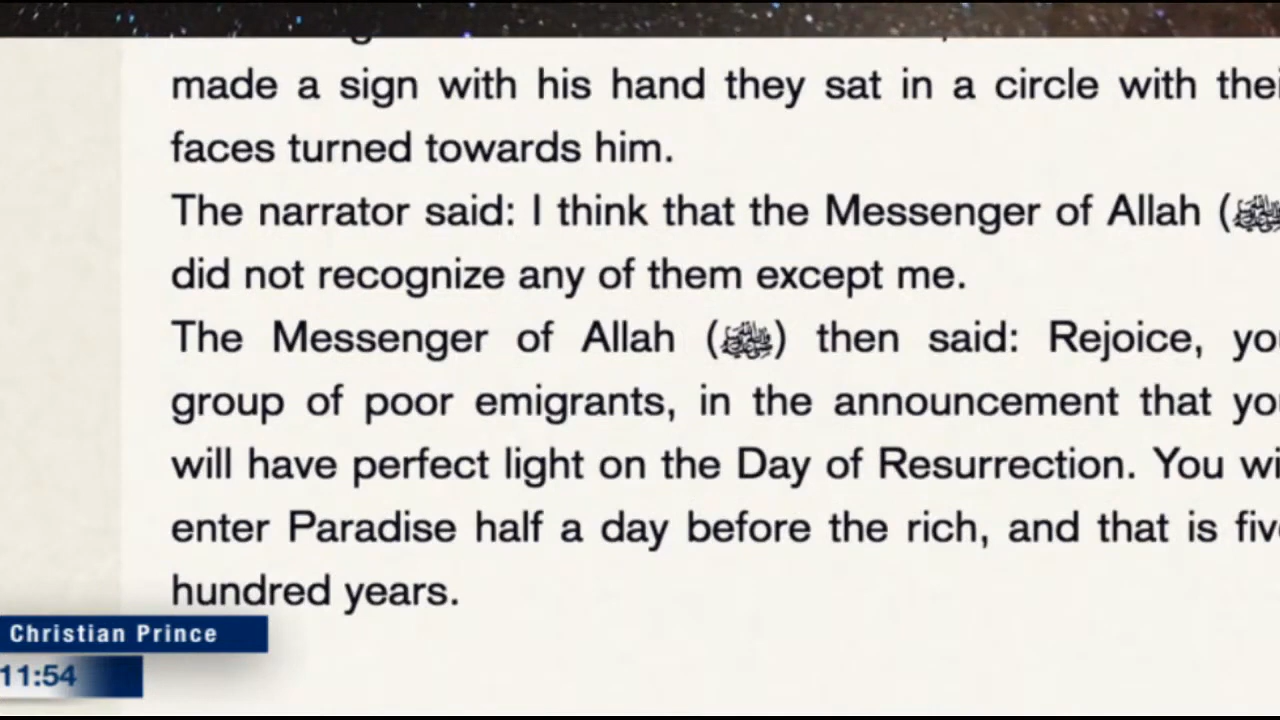 made a sign with his hand they sat in a circle with thei
faces turned towards him.
The narrator said: I think that the Messenger of Allah (ﷺ
did not recognize any of them except me.
The Messenger of Allah (ﷺ) then said: Rejoice, you
group of poor emigrants, in the announcement that you
will have perfect light on the Day of Resurrection. You wi
enter Paradise half a day before the rich, and that is five
hundred years.
Christian Prince
11:54